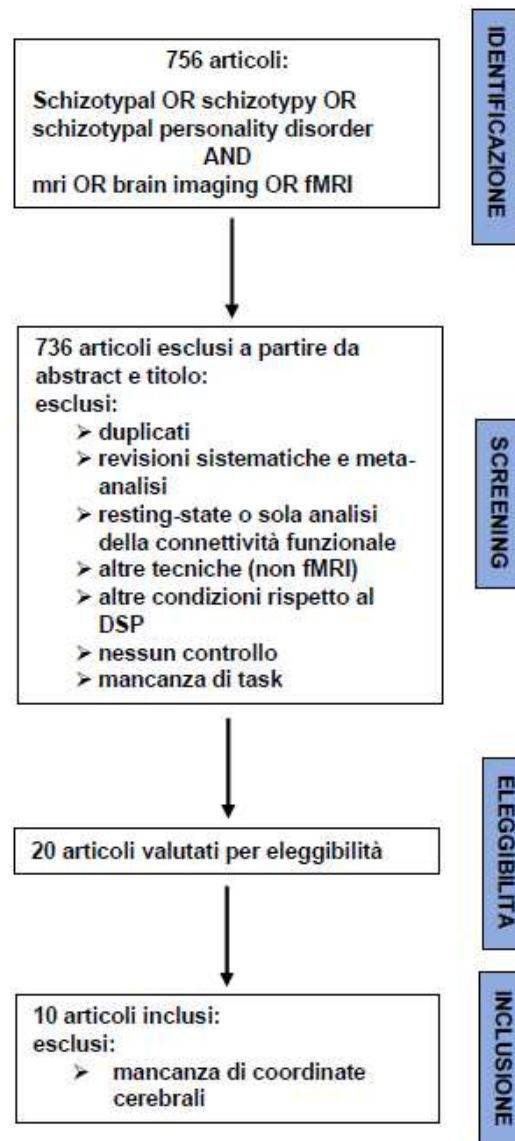 756 articoli:
Schizotypal OR schizotypy OR
schizotypal personality disorder
AND
mri OR brain imaging OR fMRI
IDENTIFICAZIONE
736 articoli esclusi a partire da
abstract e titolo:
esclusi:
➢ duplicati
➢ revisioni sistematiche e meta-
analisi
➢ resting-state o sola analisi
della connettività funzionale
➢ altre tecniche (non fMRI)
➢ altre condizioni rispetto al
DSP
➢ nessun controllo
➢ mancanza di task
SCREENING
20 articoli valutati per eleggibilità
ELEGGIBILITA
10 articoli inclusi:
esclusi:
➢ mancanza di coordinate
cerebrali
INCLUSIONE